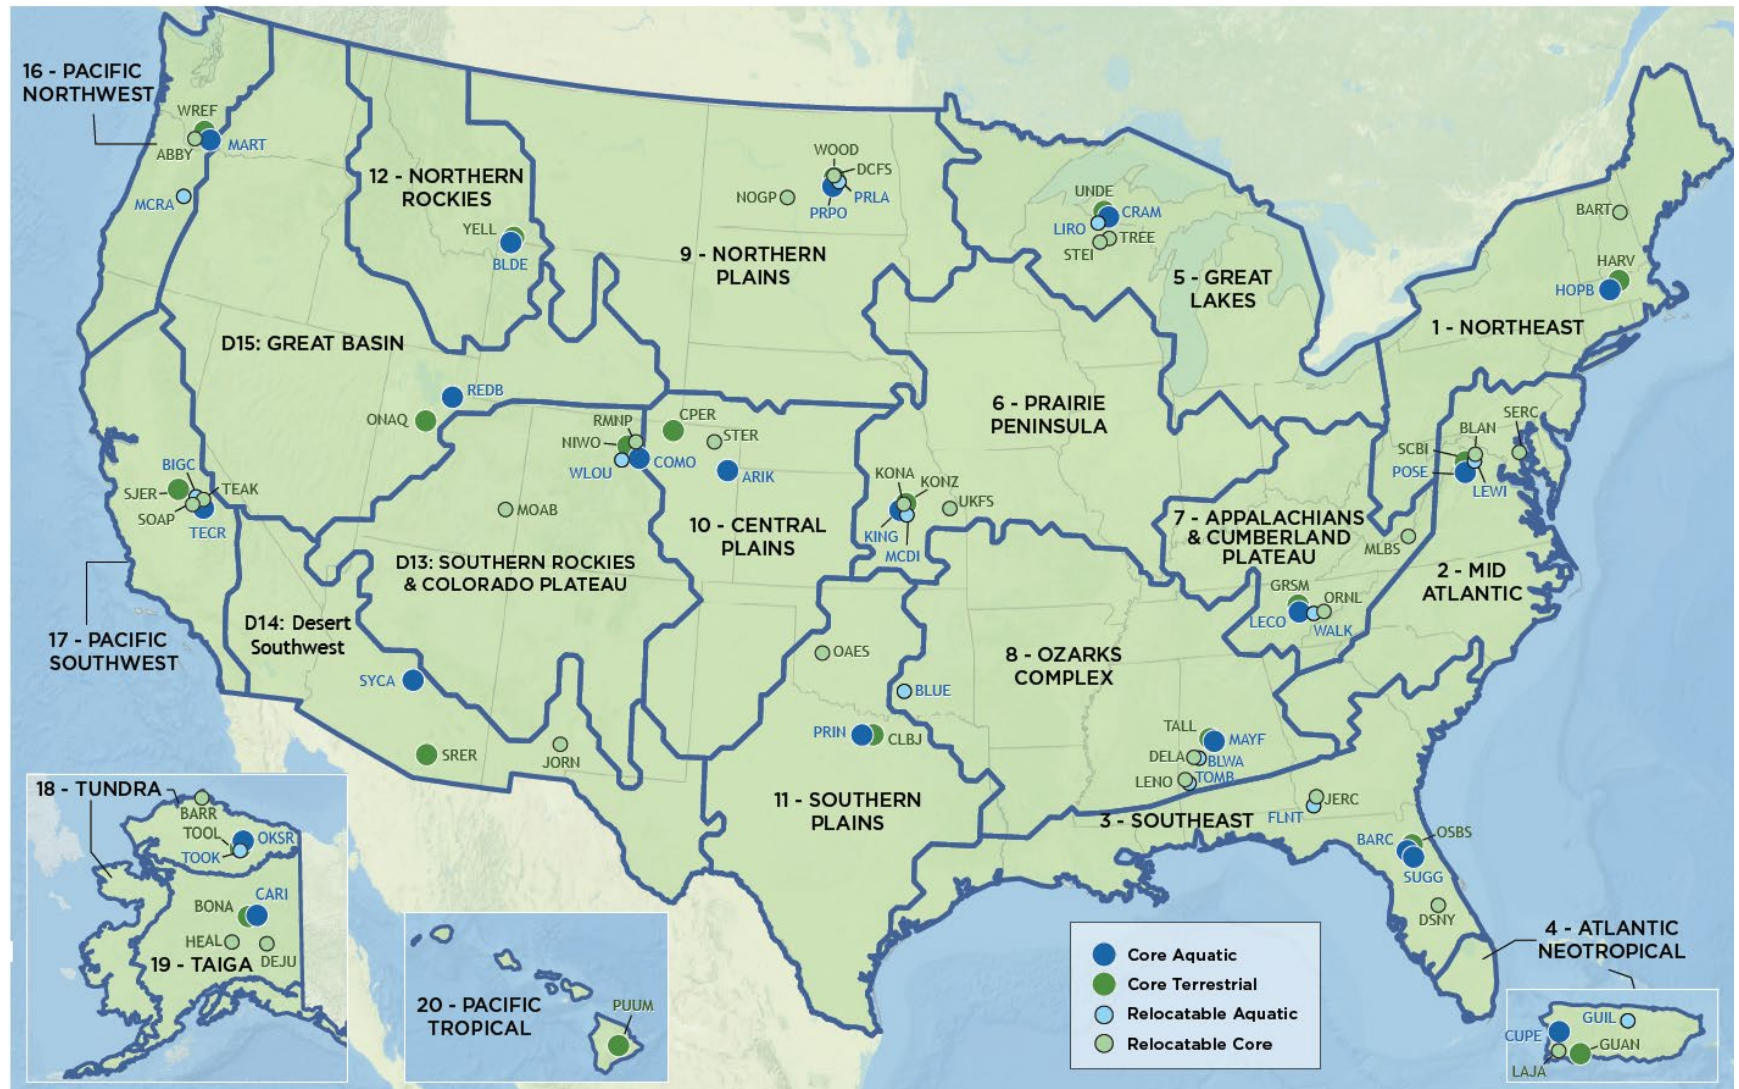 16 - PACIFIC
NORTHWEST
WREF
ABBY
MART
MCRA
12 - NORTHERN
ROCKIES
YELL
BLDE
WOOD
DCFS
NOGP
PRLA
PRPO
9 - NORTHERN
PLAINS
UNDE
CRAM
LIRO
TREE
STEI
5 - GREAT
LAKES
BART
HARV
HOPB
1 - NORTHEAST
D15: GREAT BASIN
REDB
ONAQ
RMNP
NIWO
WLOU
COMO
CPER
STER
ARIK
6 - PRAIRIE
PENINSULA
SERC
BLAN
SCBI
POSE
LEWI
BIGC
SJER
TEAK
SOAP
TECR
MOAB
KONA
KONZ
UKFS
KING
MCDI
10 - CENTRAL
PLAINS
7 - APPALACHIANS
& CUMBERLAND
PLATEAU
MLBS
D13: SOUTHERN ROCKIES
& COLORADO PLATEAU
2 - MID
ATLANTIC
GRSM
ORNL
LECO
WALK
17 - PACIFIC
SOUTHWEST
D14: Desert
Southwest
OAES
8 - OZARKS
COMPLEX
SYCA
BLUE
PRIN
CLBJ
TALL
MAYF
DELA
BLWA
LENO
TOMB
SRER
JORN
11 - SOUTHERN
PLAINS
3 - SOUTHEAST
JERC
FLNT
BARC
OSBS
SUGG
DSNY
18 - TUNDRA
BARR
TOOL
OKSR
TOOK
CARI
BONA
HEAL
DEJU
19 - TAIGA
20 - PACIFIC
TROPICAL
PUUM
Core Aquatic
Core Terrestrial
Relocatable Aquatic
Relocatable Core
4 - ATLANTIC
NEOTROPICAL
GUIL
CUPE
GUAN
LAJA